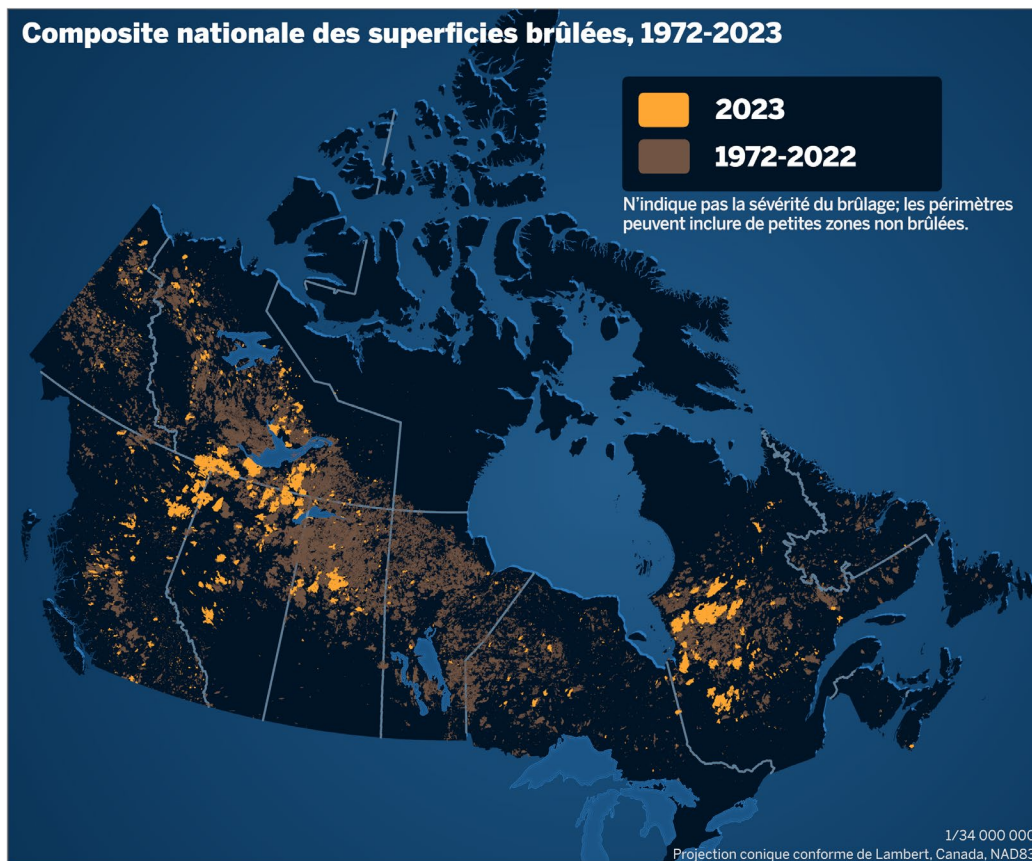 Composite nationale des superficies brûlées, 1972-2023
2023
1972-2022
N'indique pas la sévérité du brûlage; les périmètres
peuvent inclure de petites zones non brûlées.
1/34 000 000
Projection conique conforme de Lambert, Canada, NAD83